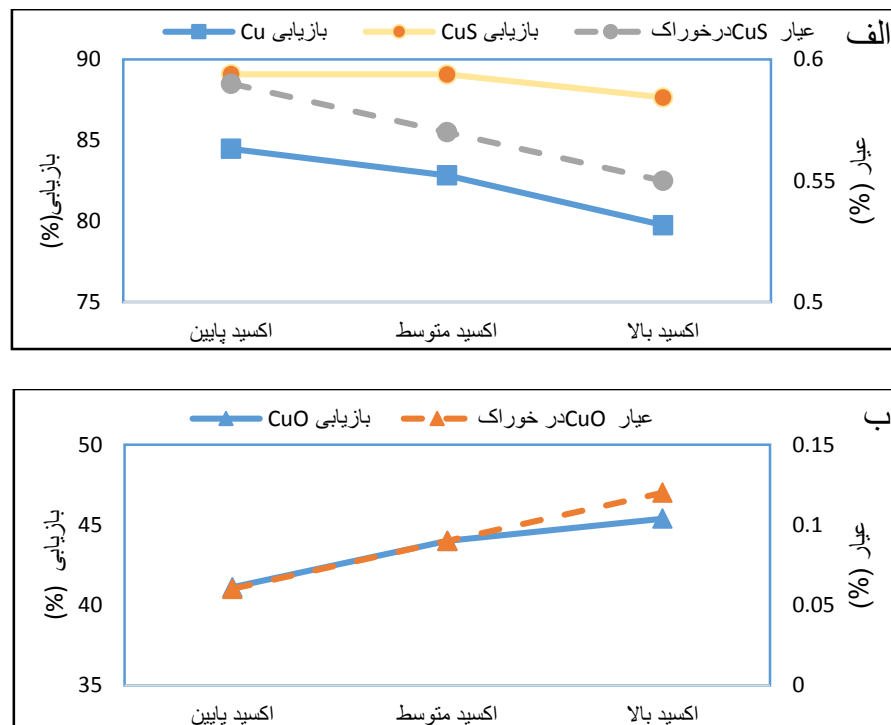 الف
بازیابی Cu بازیابی CuS عیار CuSدرخوراک
90 0.6
85
80 0.55
75 0.5
بازیابی(%)
عیار (%)
اکسید پایین اکسید متوسط اکسید بالا
ب
بازیابی CuO عیار CuOدر خوراک
50 0.15
45 0.1
40 0.05
35 0
بازیابی (%)
عیار (%)
اکسید پایین اکسید متوسط اکسید بالا